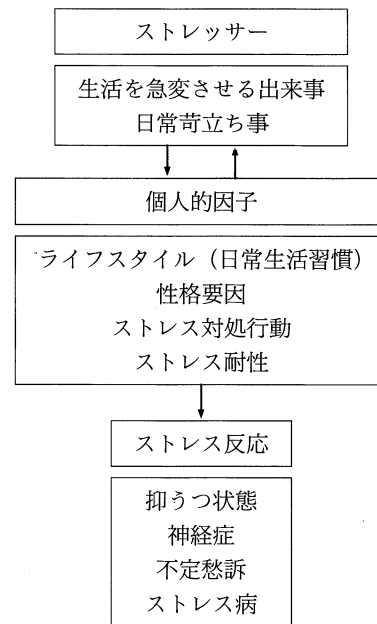 ストレッサー
生活を急変させる出来事
日常苛立ち事
個人的因子
ライフスタイル（日常生活習慣）
性格要因
ストレス対処行動
ストレス耐性
ストレス反応
抑うつ状態
神経症
不定愁訴
ストレス病